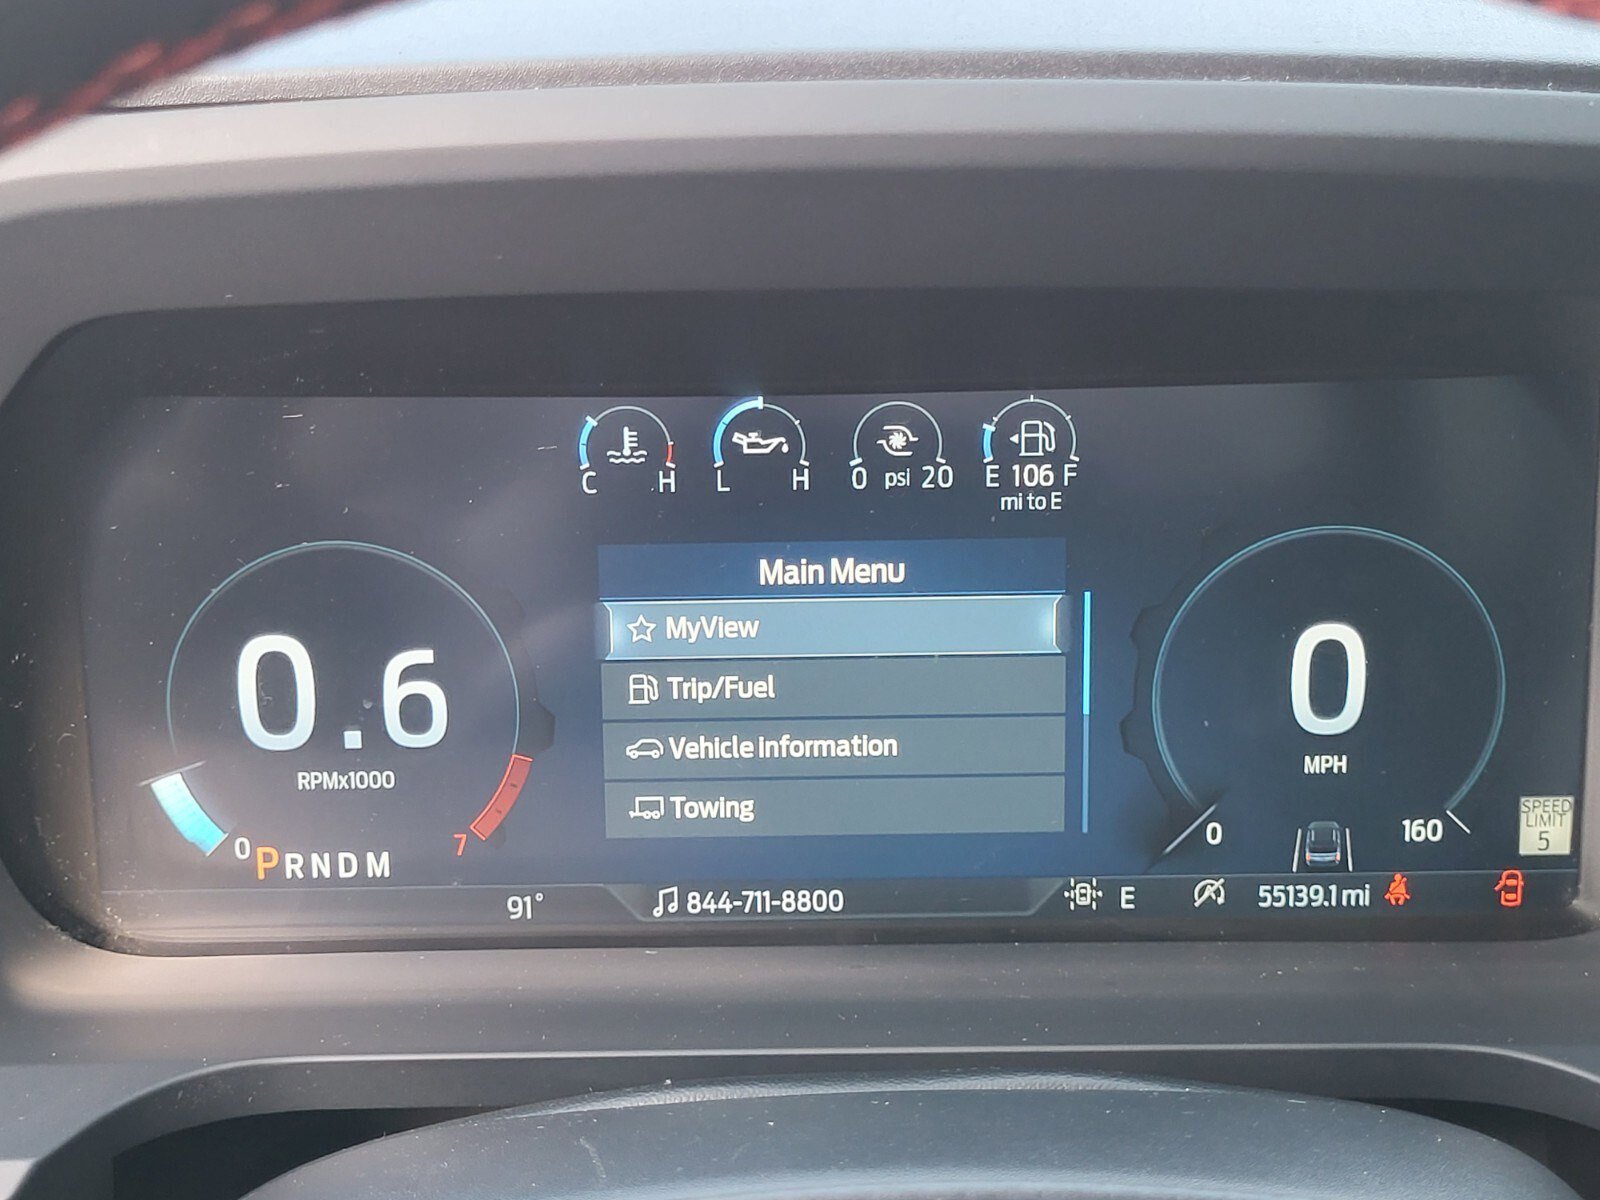 C H
L H
0 psi 20
E 106 F
mi to E
Main Menu
MyView
Trip/Fuel
Vehicle Information
Towing
0.6
RPMx1000
0
7
PRNDM
0
MPH
0
160
SPEED
LIMIT
5
91°
844-711-8800
E
55139.1 mi